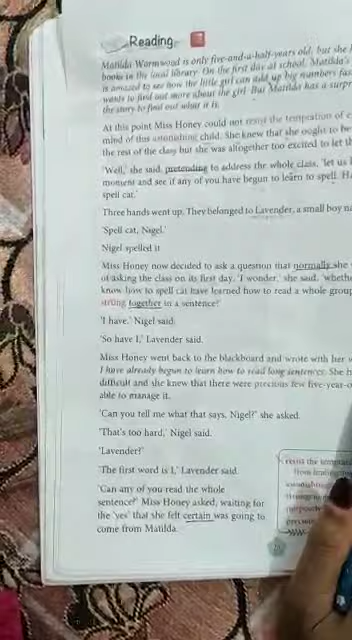 Reading
Matilda Wormwood is only five-and-a-half-years old, but she
books in the local library. On the first day at school, Matilda's
is amazed to see how the little girl can add up big numbers
wants to find out more about the girl. But Matilda has a
the story to find out what it is.
At this point Miss Honey could not resist the temptation of
mind of this astonishing child. She knew that she ought to be
the rest of the class but she was altogether too excited to let
'Well,' she said, pretending to address the whole class, 'let us
moment and see if any of you have begun to learn to spell.
spell cat.'
Three hands went up. They belonged to Lavender, a small boy
'Spell cat, Nigel.'
Nigel spelled it
Miss Honey now decided to ask a question that normally she
of asking the class on its first day. 'I wonder,' she said,
know how to spell cat have learned how to read a whole group
strung together in a sentence?'
'I have.' Nigel said.
'So have I,' Lavender said.
Miss Honey went back to the blackboard and wrote with her
I have already begun to learn how to read long sentences. She
difficult and she knew that there were precious few
able to manage it.
'Can you tell me what that says, Nigel?' she asked.
'That's too hard,' Nigel said.
'Lavender?'
'The first word is I,' Lavender said.
'Can any of you read the whole
sentence?' Miss Honey asked, waiting for
the 'yes' that she felt certain was going to
come from Matilda.
resist the
from